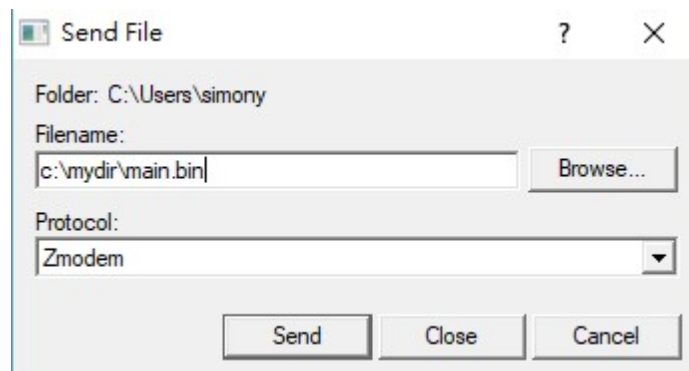 Send File
?
Folder: C:\Users\simony
Filename:
c:\mydir\main.bin
Browse...
Protocol:
Zmodem
Send Close Cancel